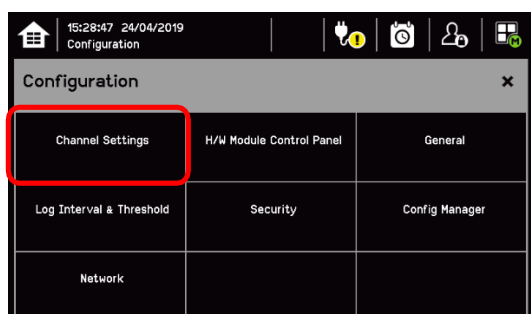 15:28:47 24/04/2019
Configuration
Configuration
Channel Settings
H/W Module Control Panel
General
Log Interval & Threshold
Security
Config Manager
Network